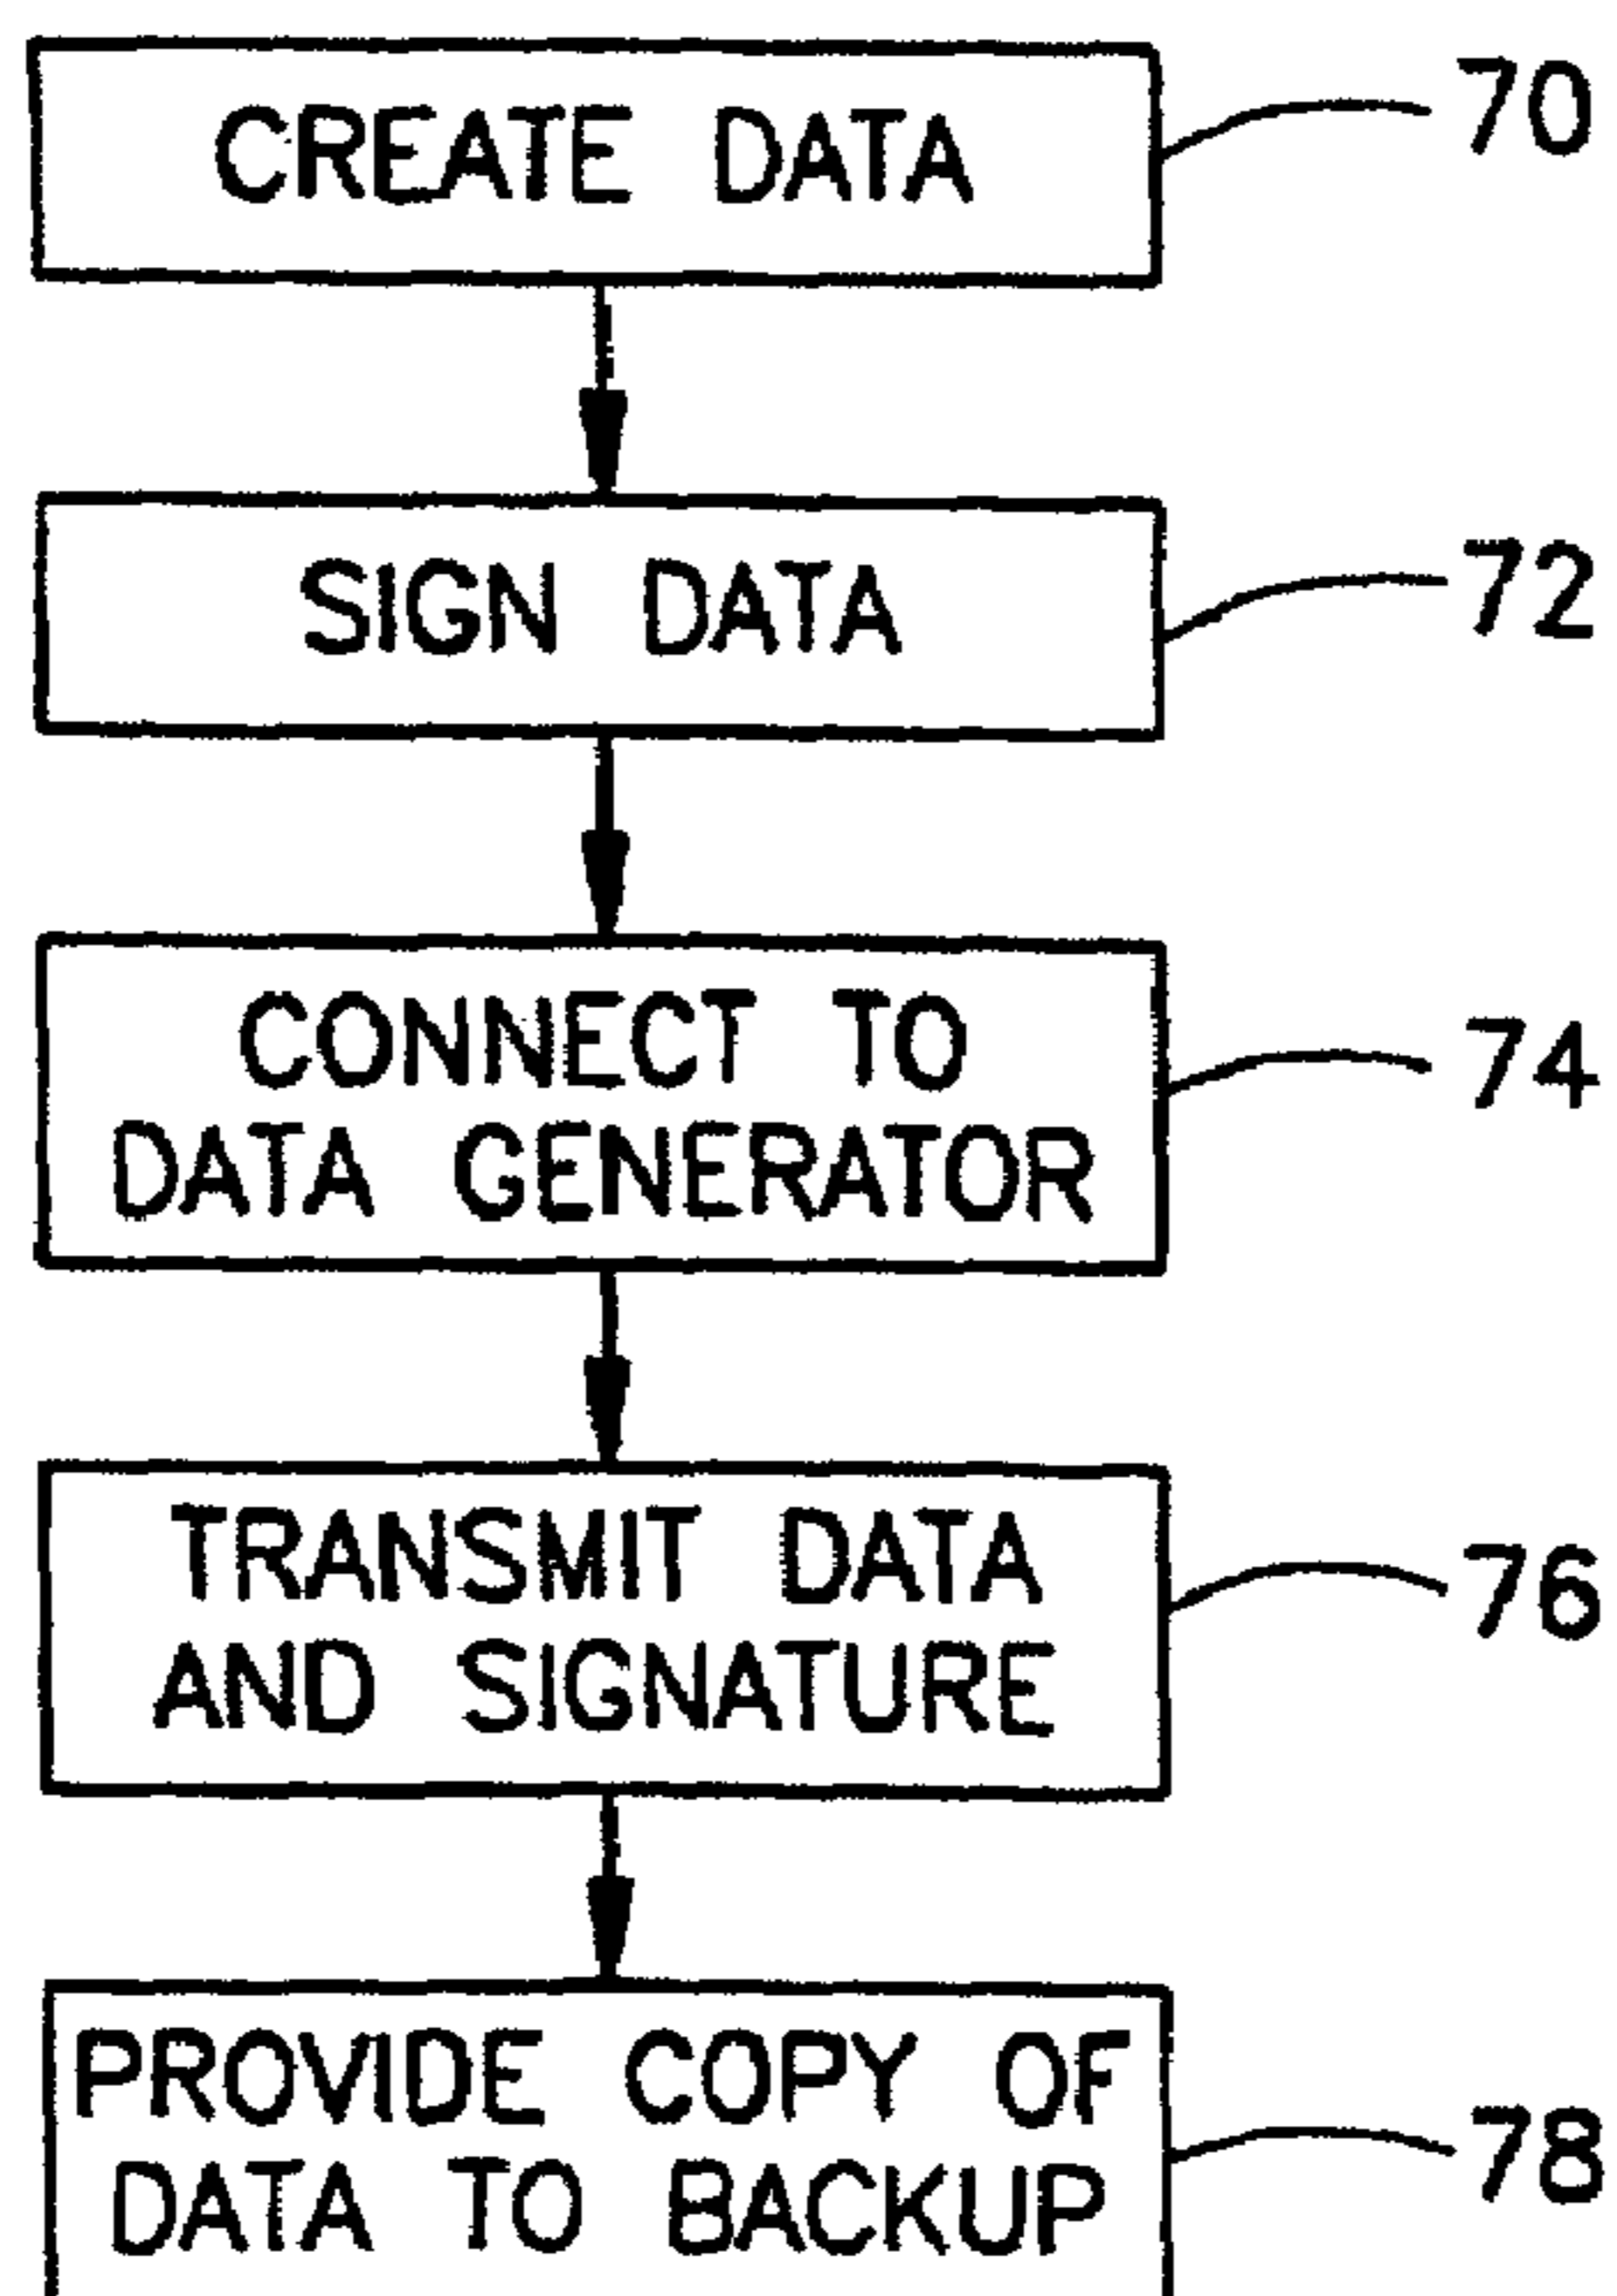 CREATE DATA
70
SIGN DATA
72
CONNECT TO
DATA GENERATOR
74
TRANSMIT DATA
AND SIGNATURE
76
PROVIDE COPY OF
DATA TO BACKUP
78